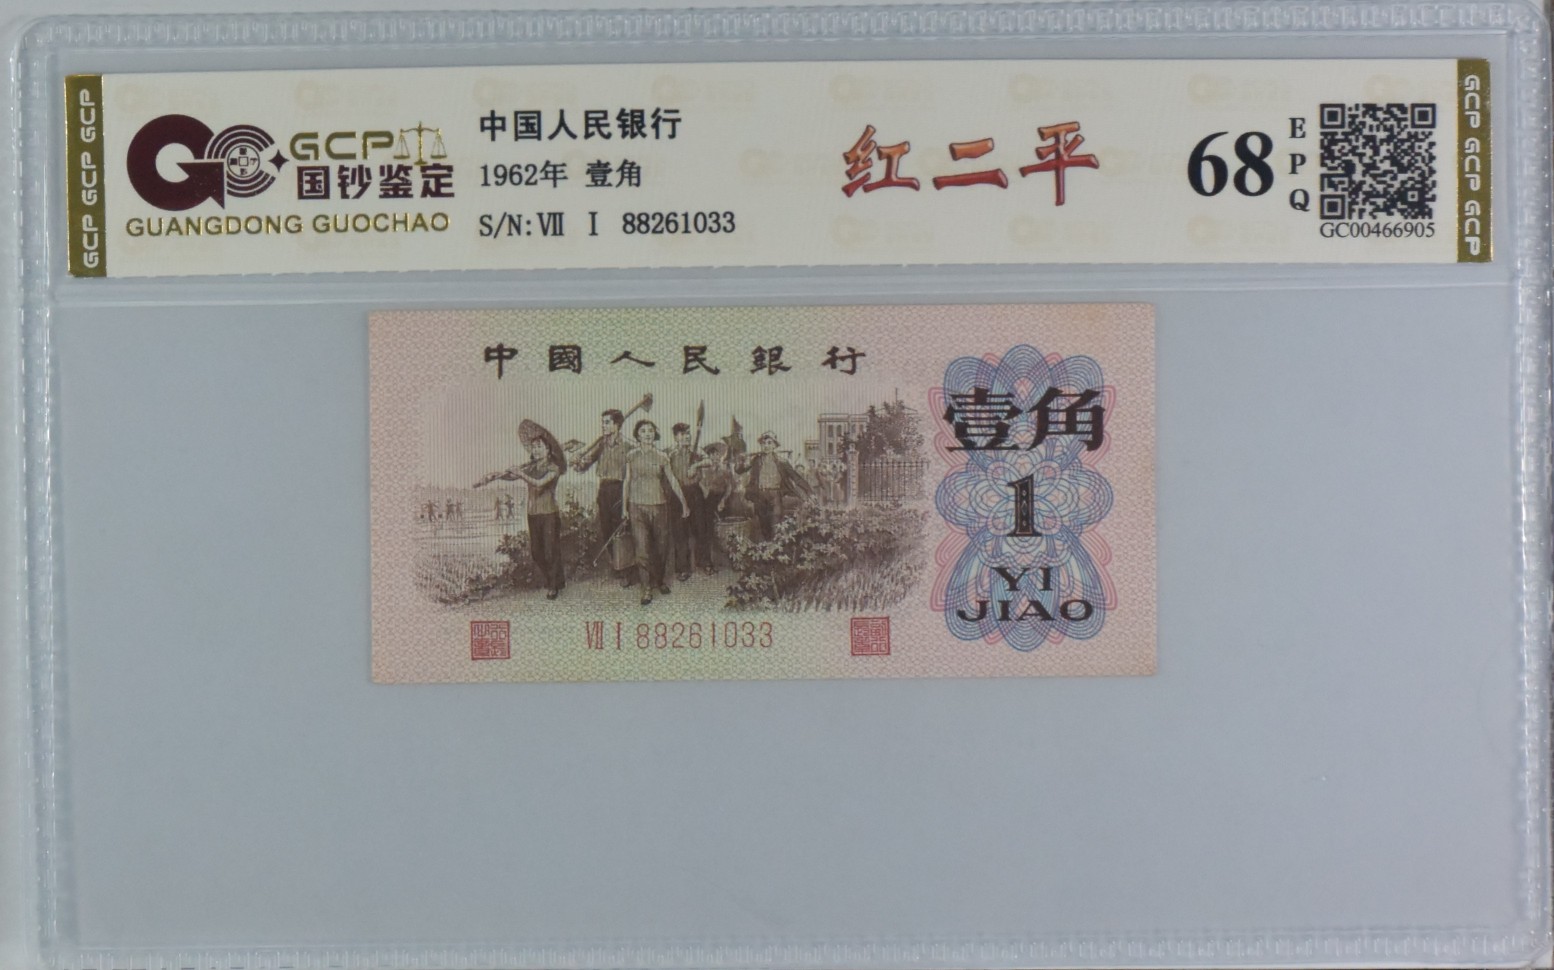 GCP GCP GCP
GCP
国钞鉴定
GUANGDONG GUOCHAO
中国人民银行
1962年 壹角
S/N: Ⅶ Ⅰ 88261033
红二平
68
EPQ
GC00466905
GCP GCP GCP
中國人民銀行
壹角
1
YI
JIAO
Ⅶ Ⅰ 88261033